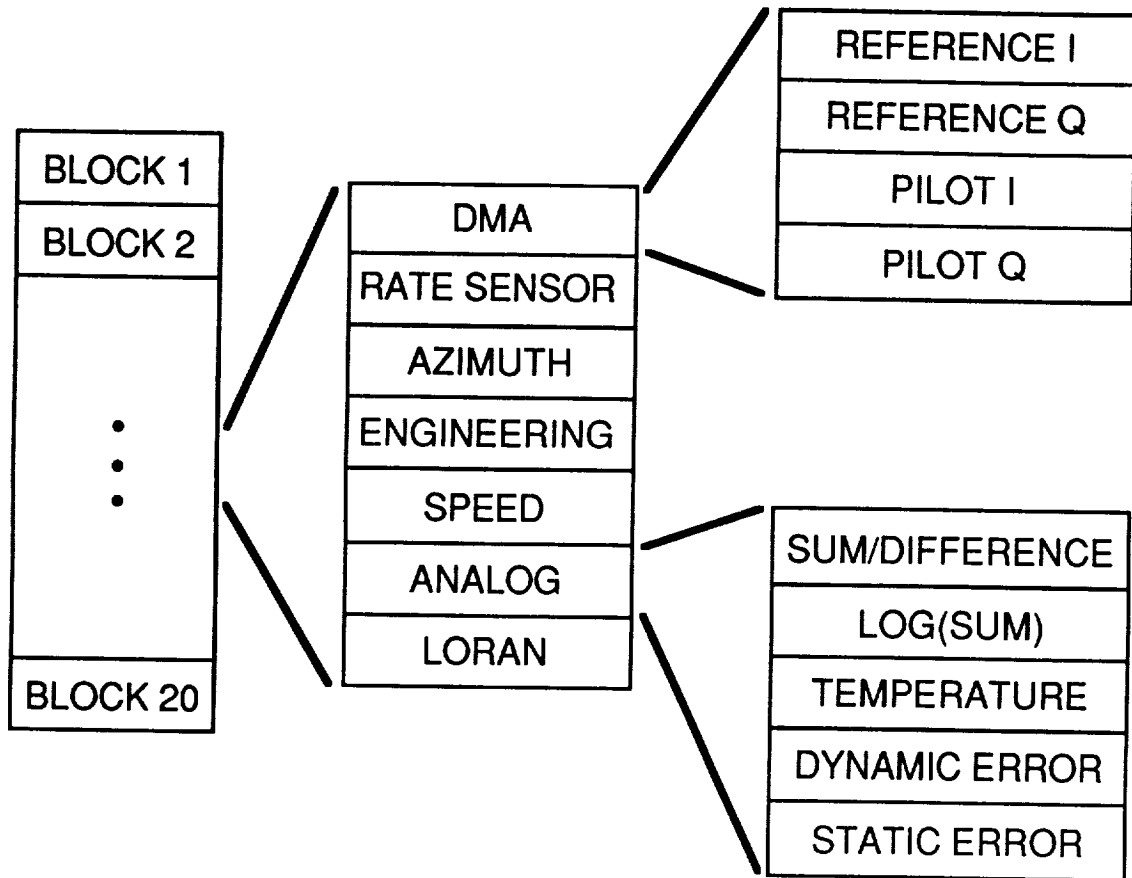 BLOCK 1
BLOCK 2
BLOCK 20
DMA
RATE SENSOR
AZIMUTH
ENGINEERING
SPEED
ANALOG
LORAN
REFERENCE I
REFERENCE Q
PILOT I
PILOT Q
SUM/DIFFERENCE
LOG(SUM)
TEMPERATURE
DYNAMIC ERROR
STATIC ERROR